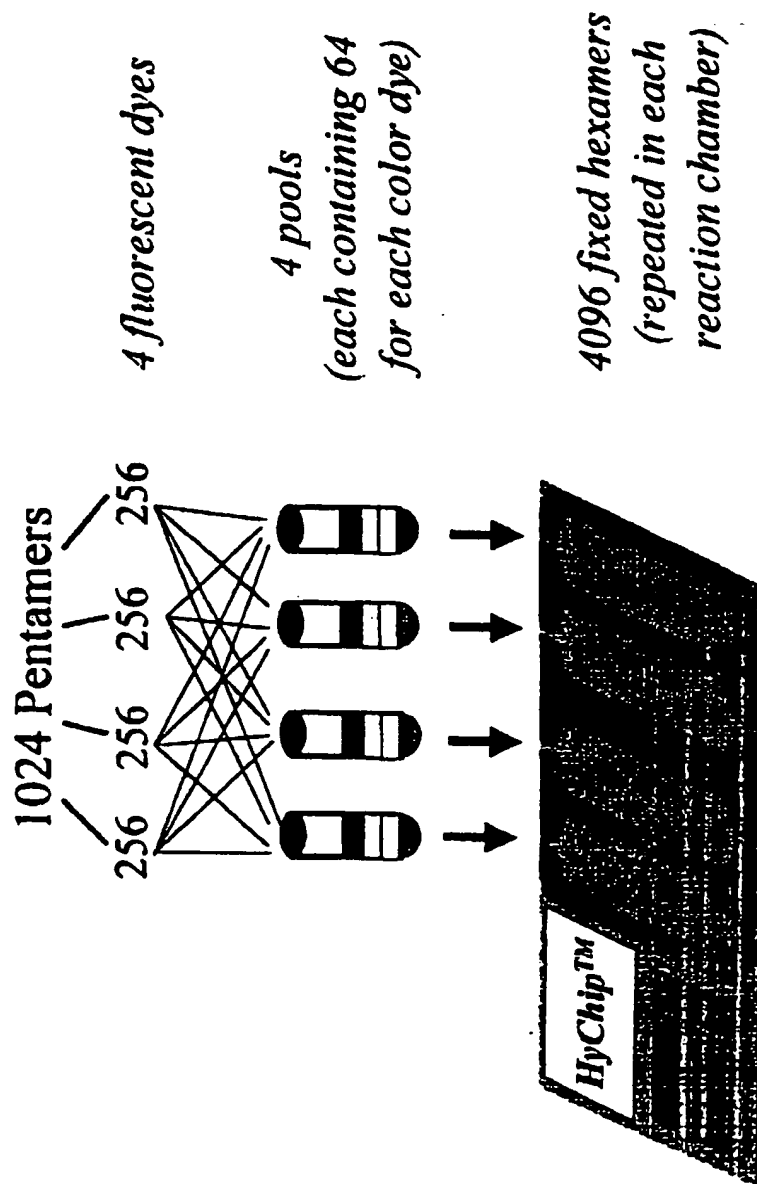 1024 Pentamers
256 256 256 256
4 fluorescent dyes
4 pools
(each containing 64
for each color dye)
4096 fixed hexamers
(repeated in each
reaction chamber)
HyChip™